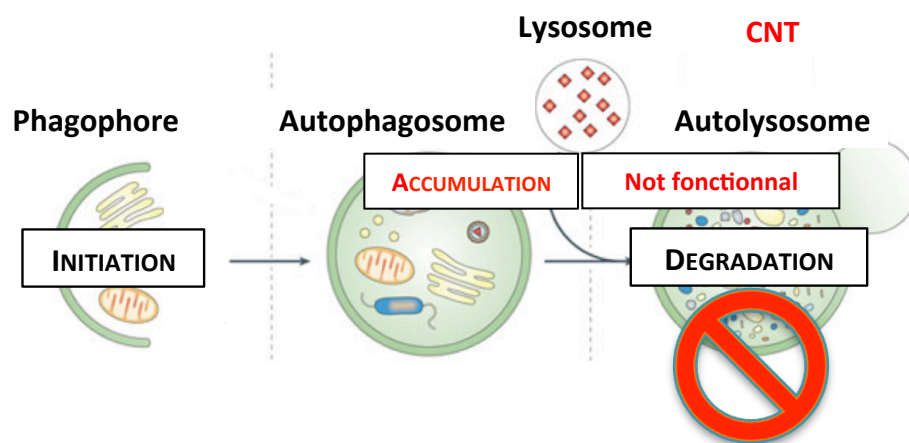 Lysosome
CNT
Phagophore
Autophagosome
Autolysosome
ACCUMULATION
Not fonctionnal
INITIATION
DEGRADATION